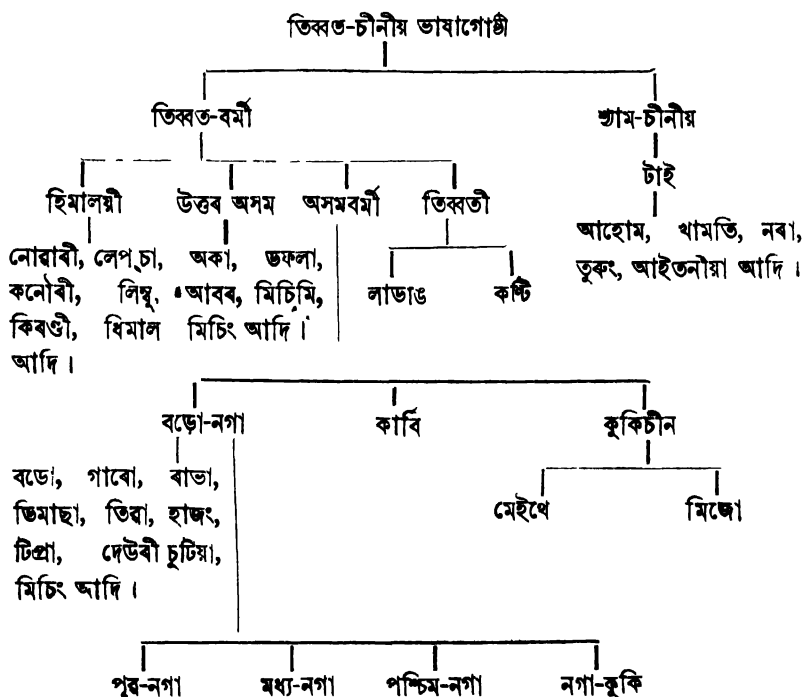 তিব্বত-চীনীয় ভাষাগোষ্ঠী
তিব্বত-বৰ্মী শ্যাম-চীনীয়
টাই
হিমালয়ী উত্তৰ অসম অসমবৰ্মী তিব্বতী
আহোম, খামতি, নৰা,
তুৰুং, আইতনীয়া আদি ।
নোৱাৰী, লেপ্চা,
কনৌৰী, লিম্বু,
কিৰণ্ডী, ধিমাল
আদি ।
অকা, ডফলা,
আবৰ, মিচিমি,
মিচিং আদি ।
লাডাঙ
বড়ো-নগা কাৰ্বি কুকিচীন
বডো, গাৰো, ৰাভা,
ডিমাছা, তিৱা, হাজং,
টিপ্ৰা, দেউৰী চুটিয়া,
মিচিং আদি ।
মেইথে মিজো
পূৱ-নগা মধ্য-নগা পশ্চিম-নগা নগা-কুকি